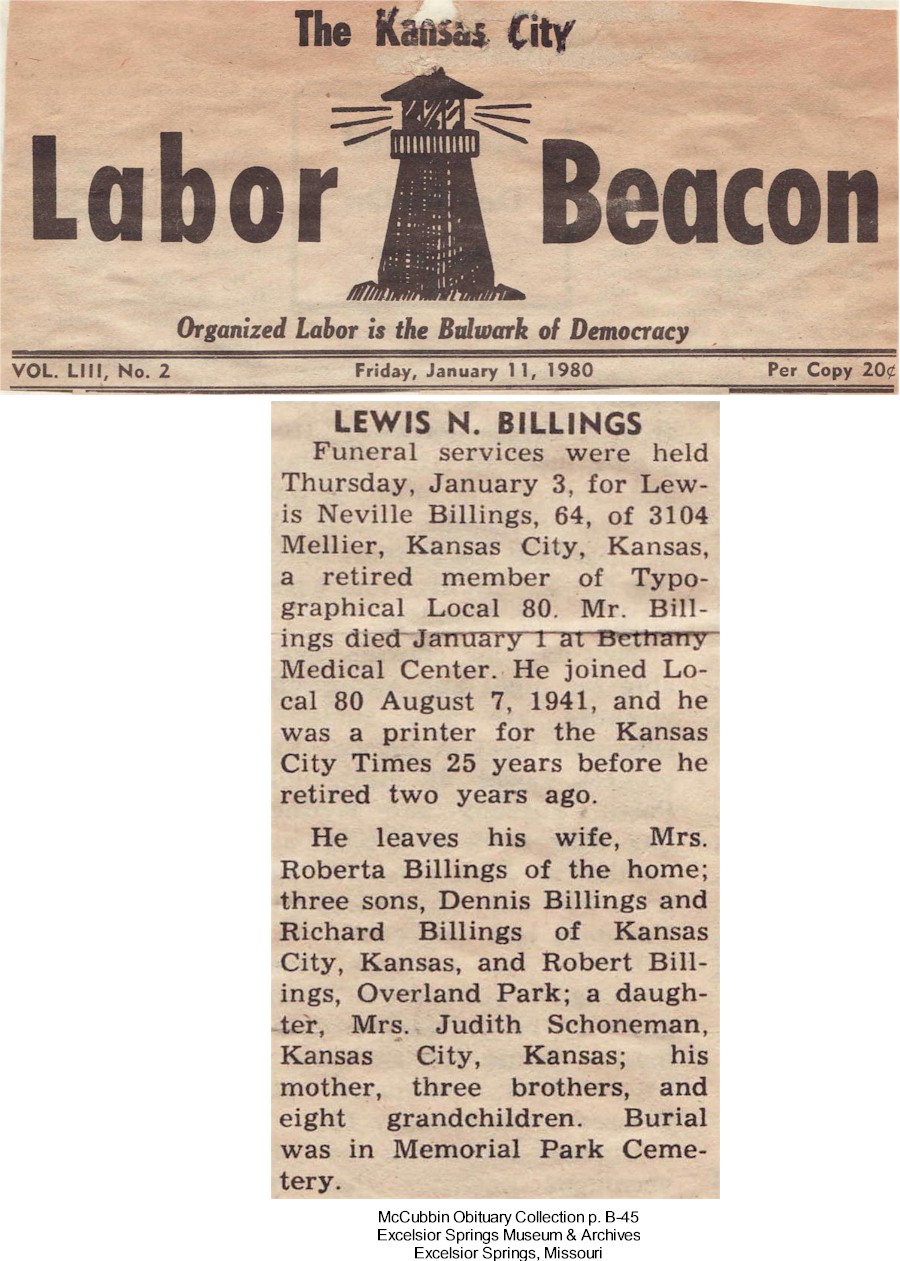 The Kansas City
Labor Beacon
Organized Labor is the Bulwark of Democracy
VOL. LIII, No. 2 Friday, January 11, 1980 Per Copy 20¢
LEWIS N. BILLINGS
Funeral services were held
Thursday, January 3, for Lew-
is Neville Billings, 64, of 3104
Mellier, Kansas City, Kansas,
a retired member of Typo-
graphical Local 80. Mr. Bill-
ings died January 1 at Bethany
Medical Center. He joined Lo-
cal 80 August 7, 1941, and he
was a printer for the Kansas
City Times 25 years before he
retired two years ago.
He leaves his wife, Mrs.
Roberta Billings of the home;
three sons, Dennis Billings and
Richard Billings of Kansas
City, Kansas, and Robert Bill-
ings, Overland Park; a daugh-
ter, Mrs. Judith Schoneman,
Kansas City, Kansas; his
mother, three brothers, and
eight grandchildren. Burial
was in Memorial Park Ceme-
tery.
McCubbin Obituary Collection p. B-45
Excelsior Springs Museum & Archives
Excelsior Springs, Missouri